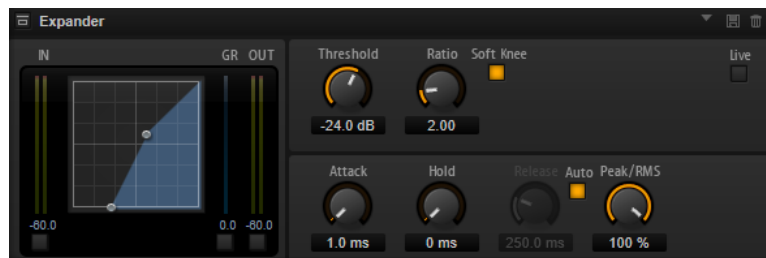 Expander
IN GR OUT
-60.0 0.0 -60.0
Threshold Ratio Soft Knee Live
-24.0 dB 2.00
Attack Hold Release Auto Peak/RMS
1.0 ms 0 ms 250.0 ms 100 %